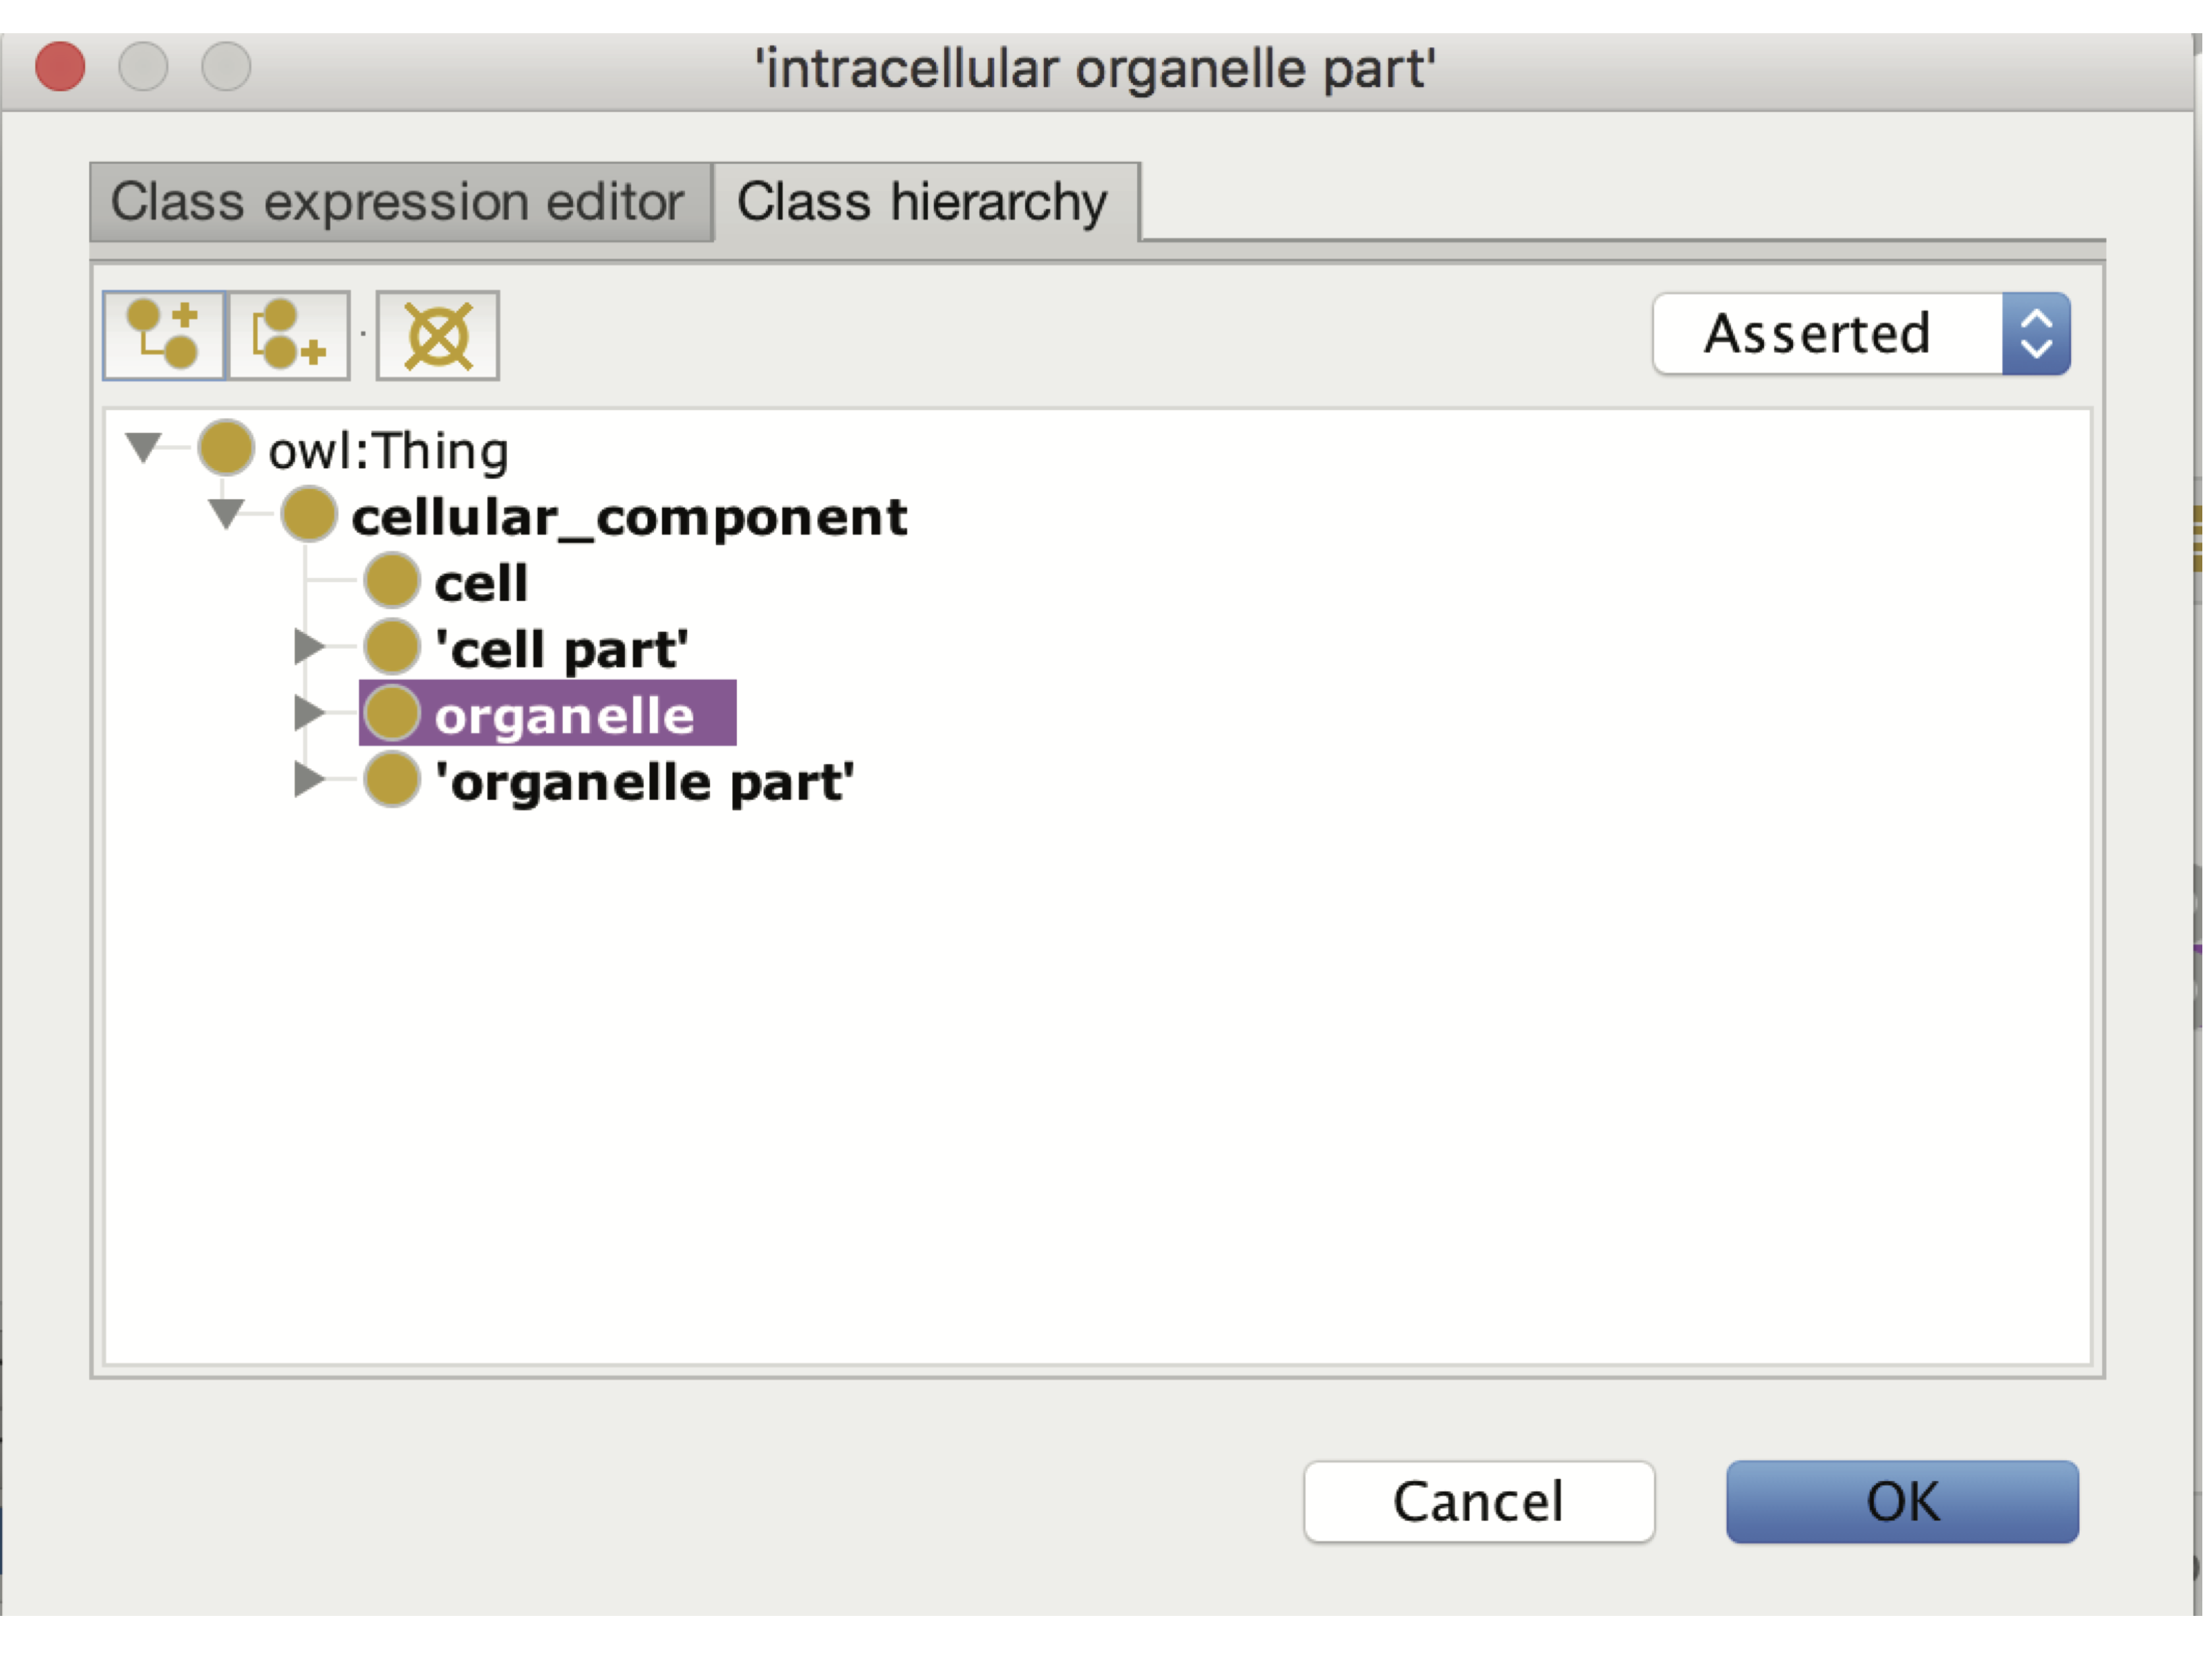 'intracellular organelle part'
Class expression editor Class hierarchy
Asserted
owl:Thing
cellular_component
cell
'cell part'
organelle
'organelle part'
Cancel OK